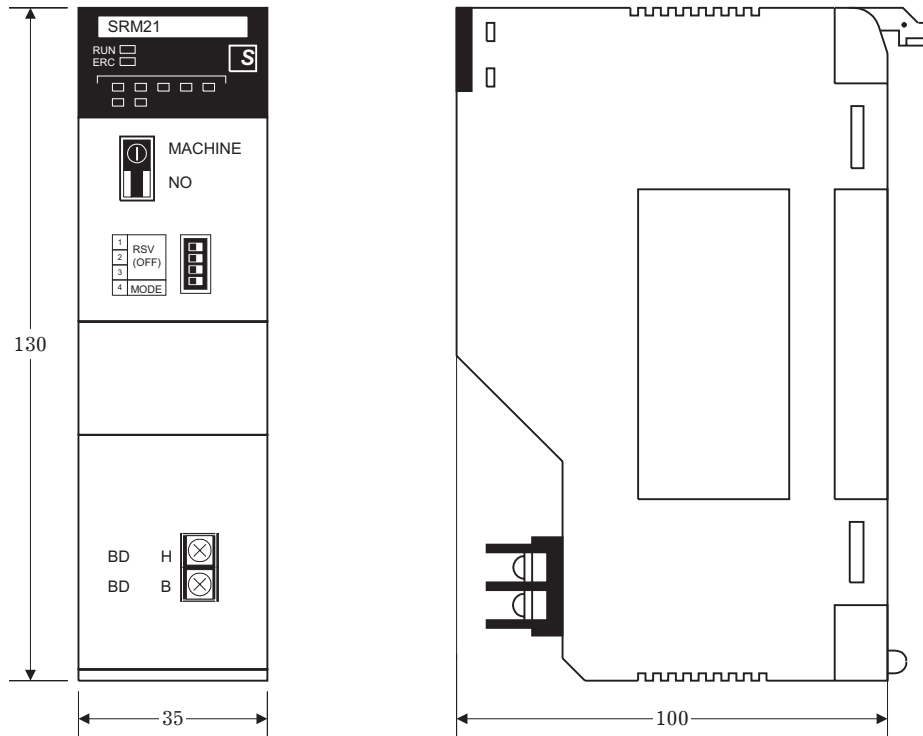 SRM21
RUN
ERC
S
MACHINE
NO
1
2
3
4
RSV
(OFF)
MODE
130
BD H
BD B
35
100